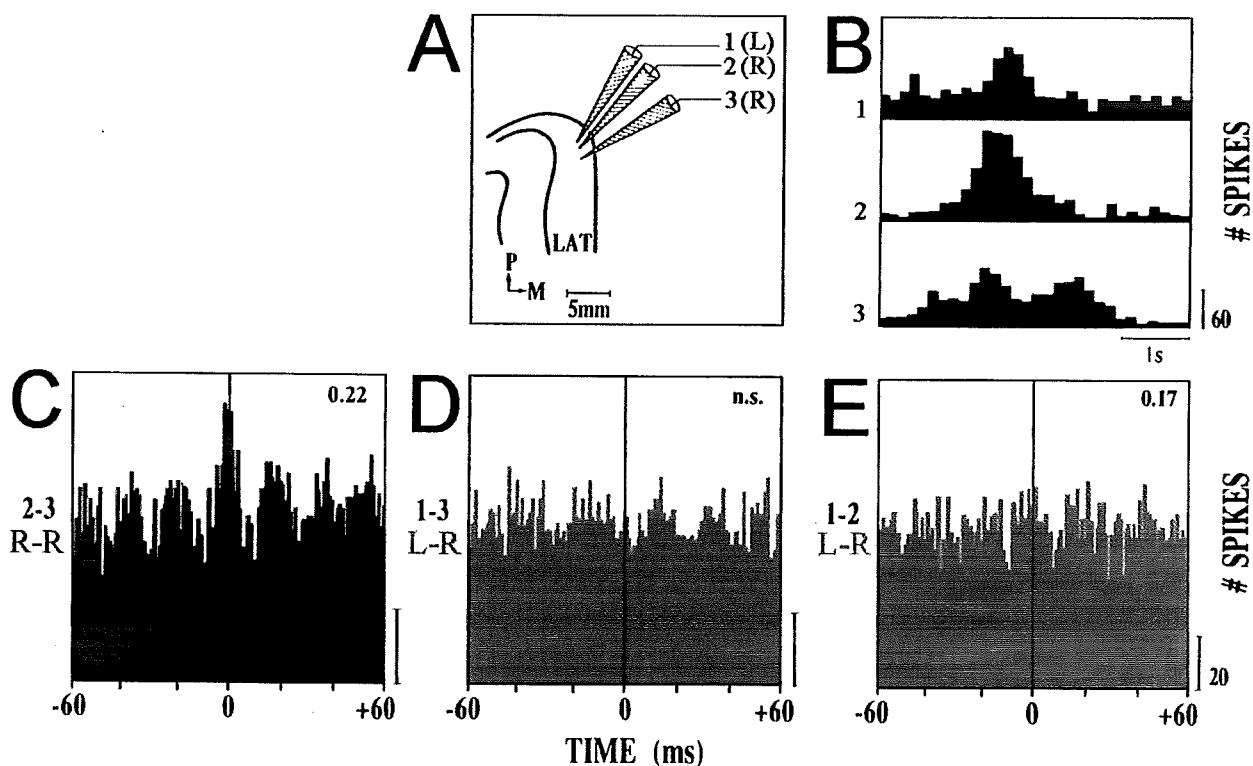 A
1 (L)
2 (R)
3 (R)
LAT
P
M
5mm
B
1
2
3
# SPIKES
60
1s
C
0.22
2-3
R-R
-60
0
+60
D
n.s.
1-3
L-R
-60
0
+60
E
0.17
1-2
L-R
# SPIKES
20
-60
0
+60
TIME (ms)